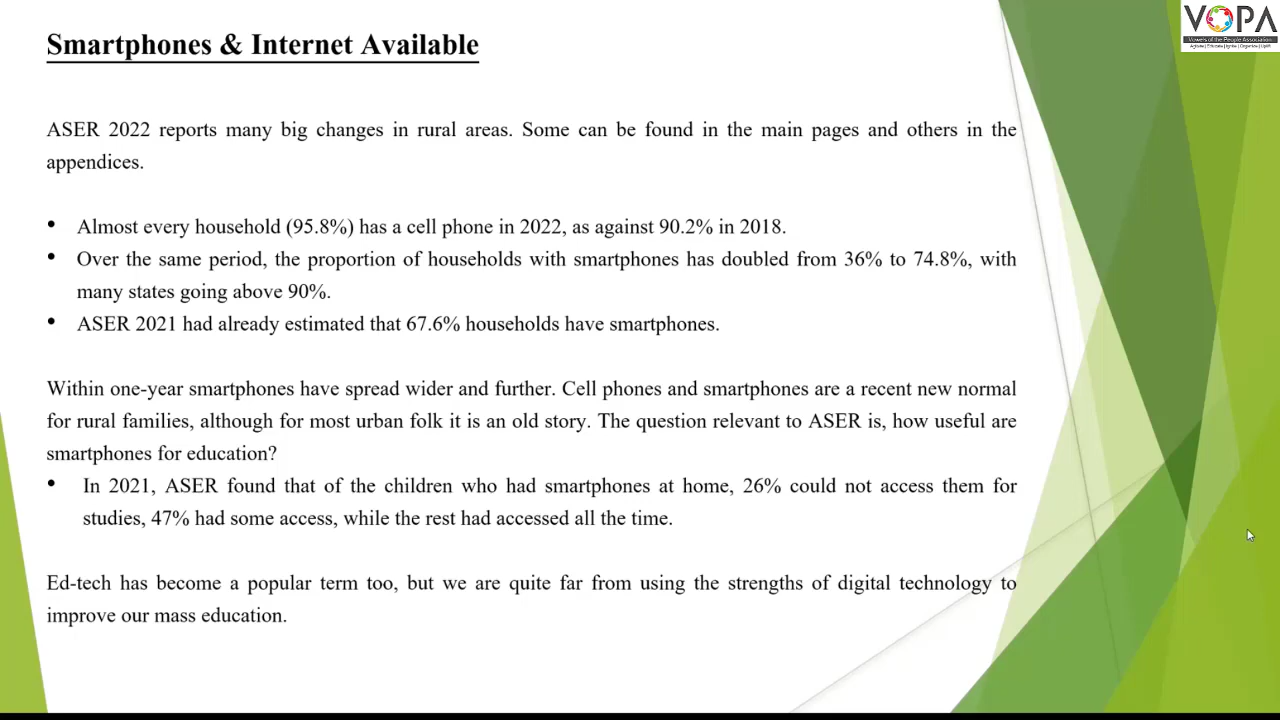 VOPA
Vowels of the People Association
Smartphones & Internet Available
ASER 2022 reports many big changes in rural areas. Some can be found in the main pages and others in the
appendices.
• Almost every household (95.8%) has a cell phone in 2022, as against 90.2% in 2018.
• Over the same period, the proportion of households with smartphones has doubled from 36% to 74.8%, with
many states going above 90%.
• ASER 2021 had already estimated that 67.6% households have smartphones.
Within one-year smartphones have spread wider and further. Cell phones and smartphones are a recent new normal
for rural families, although for most urban folk it is an old story. The question relevant to ASER is, how useful are
smartphones for education?
• In 2021, ASER found that of the children who had smartphones at home, 26% could not access them for
studies, 47% had some access, while the rest had accessed all the time.
Ed-tech has become a popular term too, but we are quite far from using the strengths of digital technology to
improve our mass education.